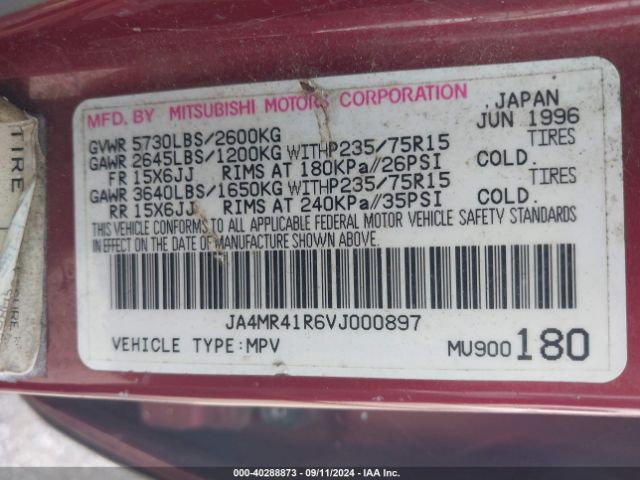 MFD. BY MITSUBISHI MOTORS CORPORATION JAPAN
JUN 1996
GVWR 5730LBS/2600KG
GAWR 2645LBS/1200KG WITHP235/75R15 TIRES
FR 15X6JJ RIMS AT 180KPa//26PSI COLD.
GAWR 3640LBS/1650KG WITHP235/75R15 TIRES
RR 15X6JJ RIMS AT 240KPa//35PSI COLD.
THIS VEHICLE CONFORMS TO ALL APPLICABLE FEDERAL MOTOR VEHICLE SAFETY STANDARDS
IN EFFECT ON THE DATE OF MANUFACTURE SHOWN ABOVE.
JA4MR41R6VJ000897
VEHICLE TYPE:MPV MU900 180
TIRE
000-40288873 - 09/11/2024 - IAA Inc.